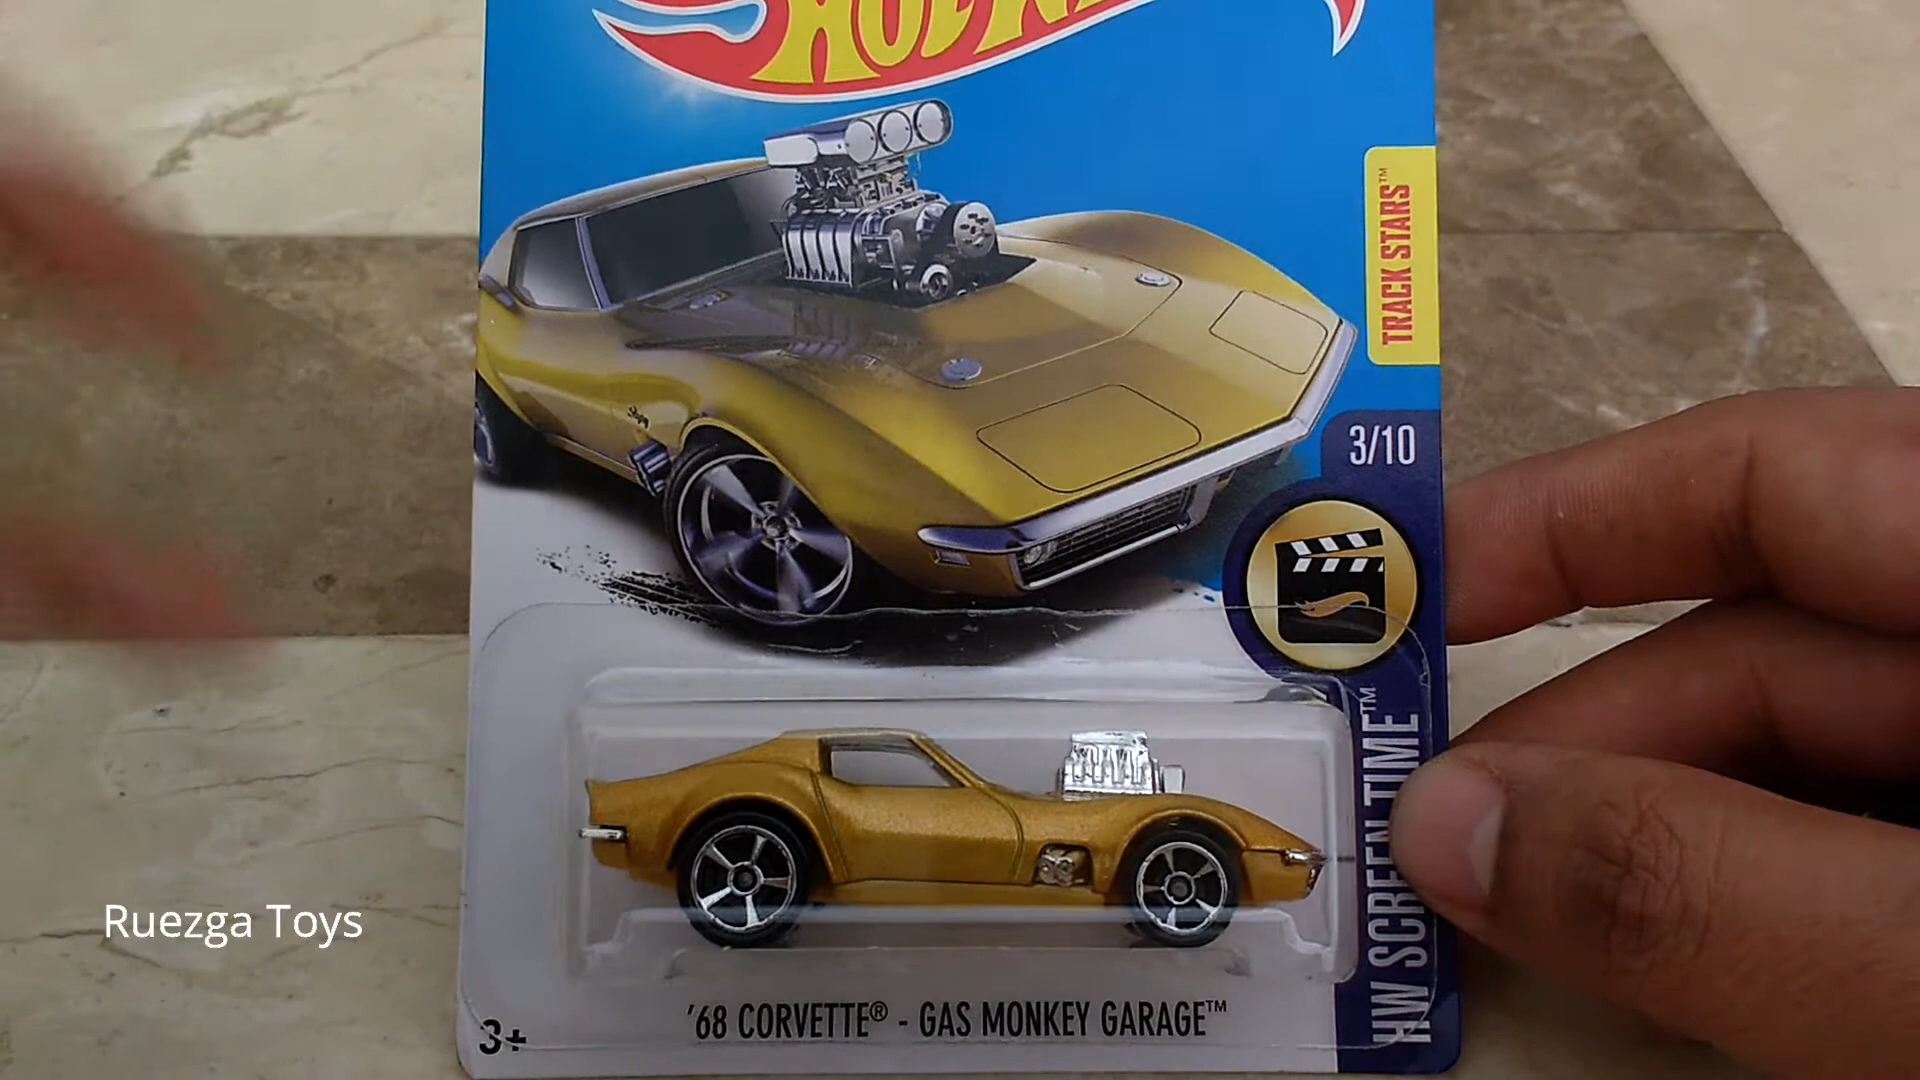 TRACK STARS™
3/10
HW SCREEN TIME™
Ruezga Toys
'68 CORVETTE® - GAS MONKEY GARAGE™
3+